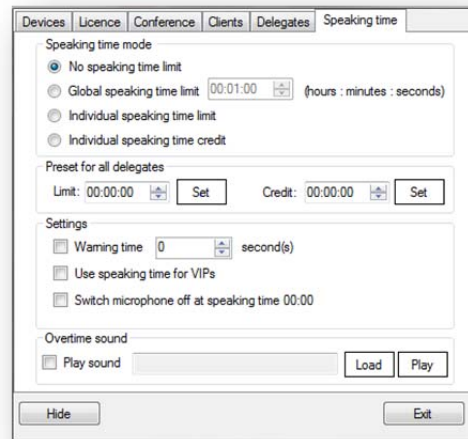 Devices Licence Conference Clients Delegates Speaking time
Speaking time mode
No speaking time limit
Global speaking time limit 00:01:00 (hours : minutes : seconds)
Individual speaking time limit
Individual speaking time credit
Preset for all delegates
Limit: 00:00:00 Set Credit: 00:00:00 Set
Settings
Warning time 0 second(s)
Use speaking time for VIPs
Switch microphone off at speaking time 00:00
Overtime sound
Play sound Load Play
Hide Exit